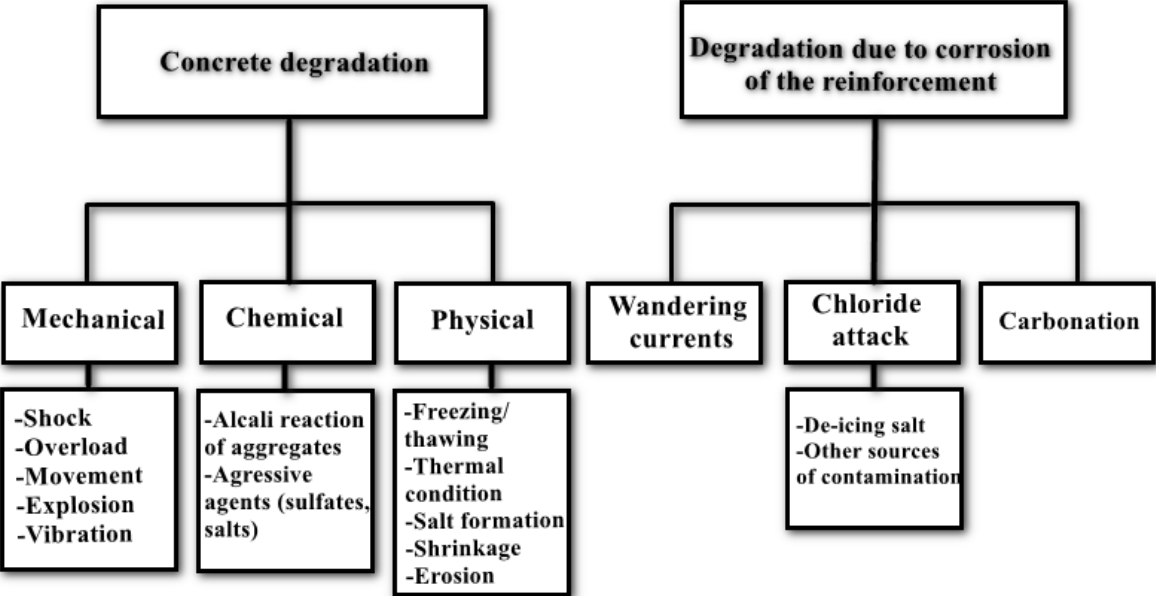 Concrete degradation
Degradation due to corrosion
of the reinforcement
Mechanical
Chemical
Physical
Wandering
currents
Chloride
attack
Carbonation
-Shock
-Overload
-Movement
-Explosion
-Vibration
-Alcali reaction
of aggregates
-Agressive
agents (sulfates,
salts)
-Freezing/
thawing
-Thermal
condition
-Salt formation
-Shrinkage
-Erosion
-De-icing salt
-Other sources
of contamination